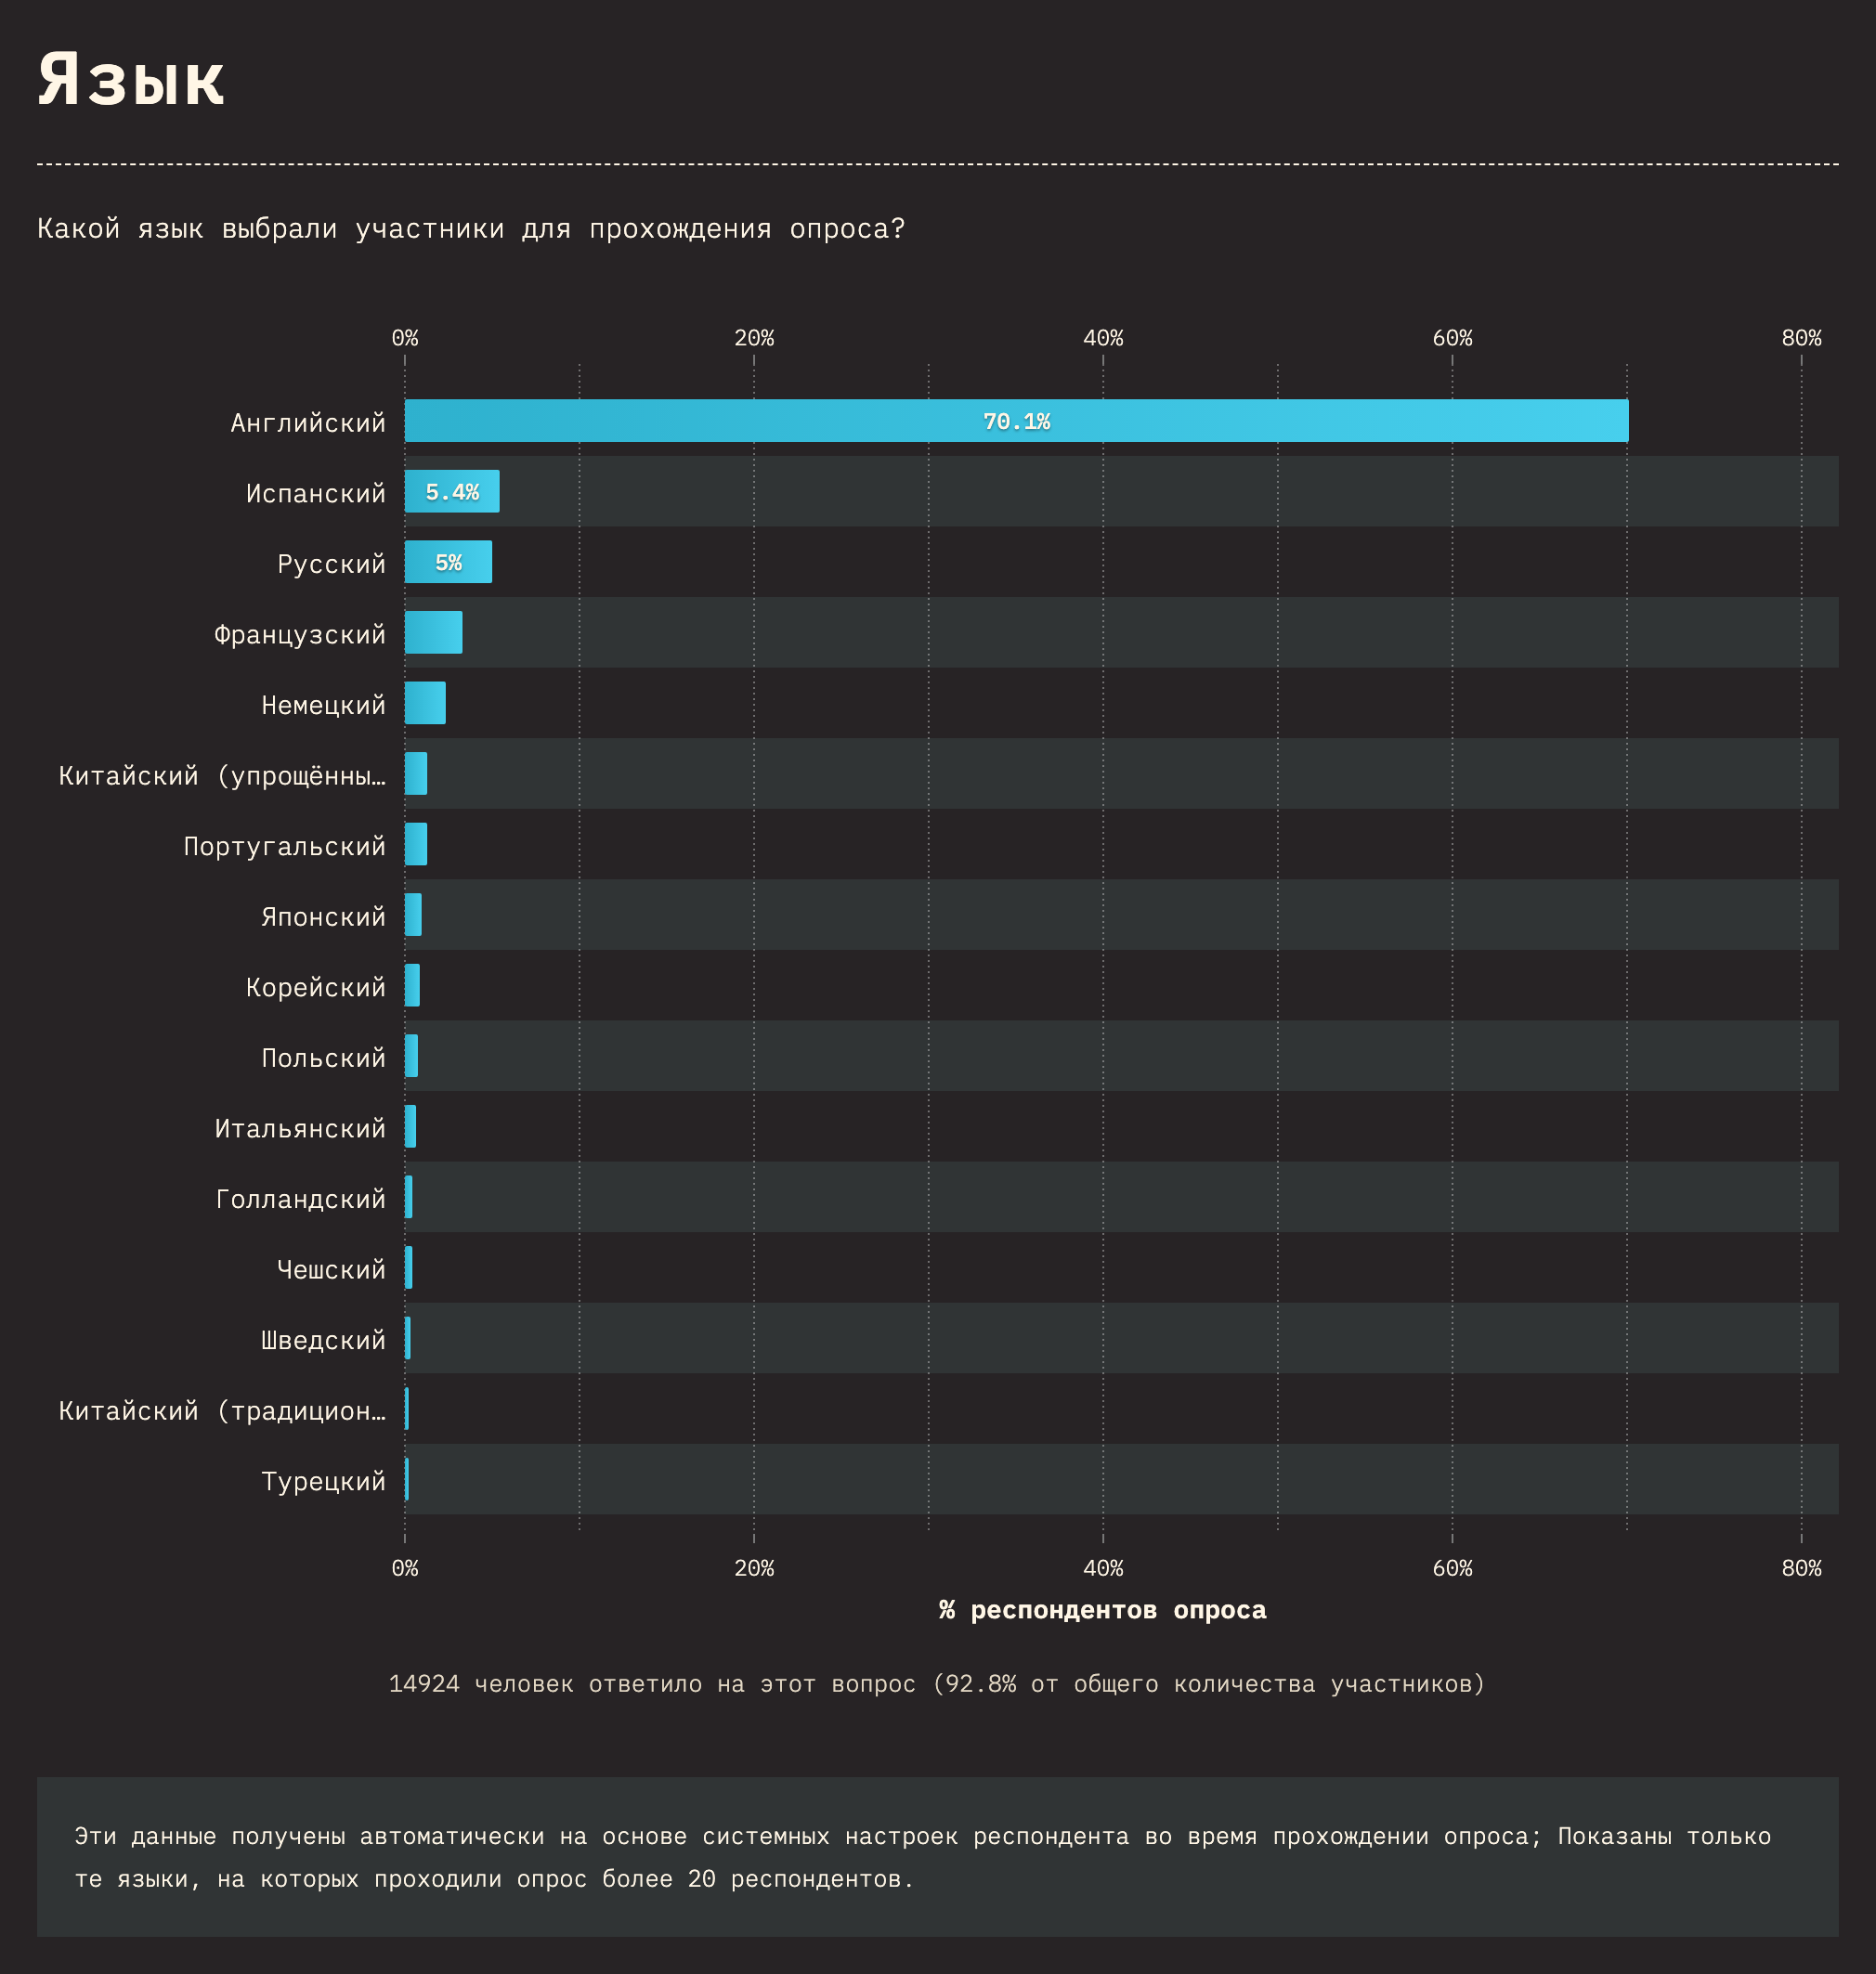 Язык
Какой язык выбрали участники для прохождения опроса?
0% 20% 40% 60% 80%
Английский 70.1%
Испанский 5.4%
Русский 5%
Французский
Немецкий
Китайский (упрощённы…
Португальский
Японский
Корейский
Польский
Итальянский
Голландский
Чешский
Шведский
Китайский (традицион…
Турецкий
0% 20% 40% 60% 80%
% респондентов опроса
14924 человек ответило на этот вопрос (92.8% от общего количества участников)
Эти данные получены автоматически на основе системных настроек респондента во время прохождении опроса; Показаны только
те языки, на которых проходили опрос более 20 респондентов.